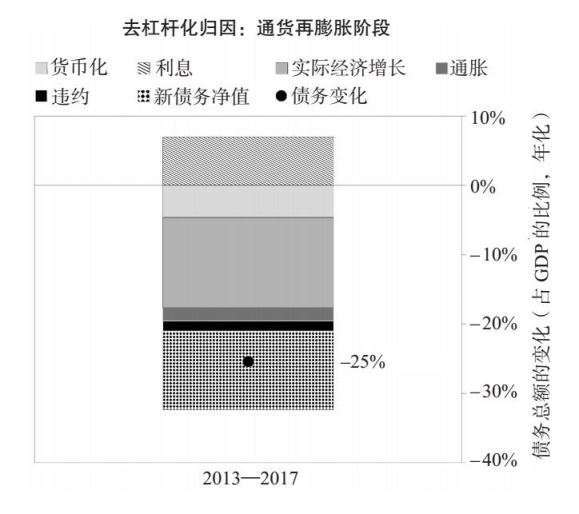 去杠杆化归因：通货再膨胀阶段
货币化 利息 实际经济增长 通胀
违约 新债务净值 债务变化
10%
0%
−10%
−20%
−25%
−30%
−40%
债务总额的变化（占GDP的比例，年化）
2013—2017